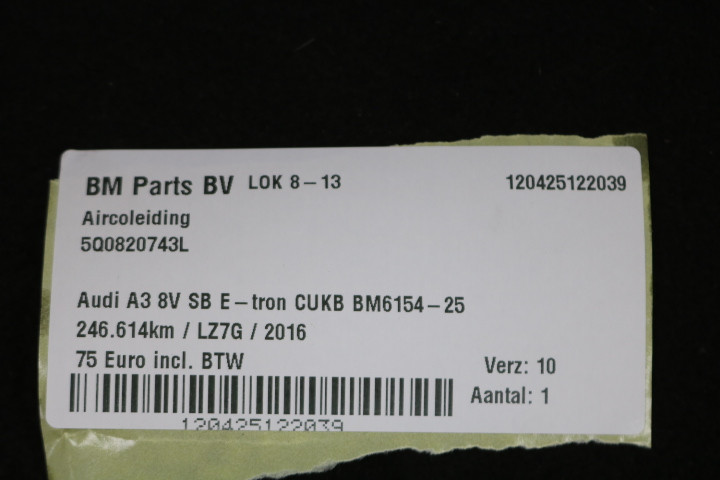 BM Parts BV LOK 8-13 120425122039
Aircoleiding
5Q0820743L
Audi A3 8V SB E-tron CUKB BM6154-25
246.614km / LZ7G / 2016
75 Euro incl. BTW Verz: 10
Aantal: 1
120425122039